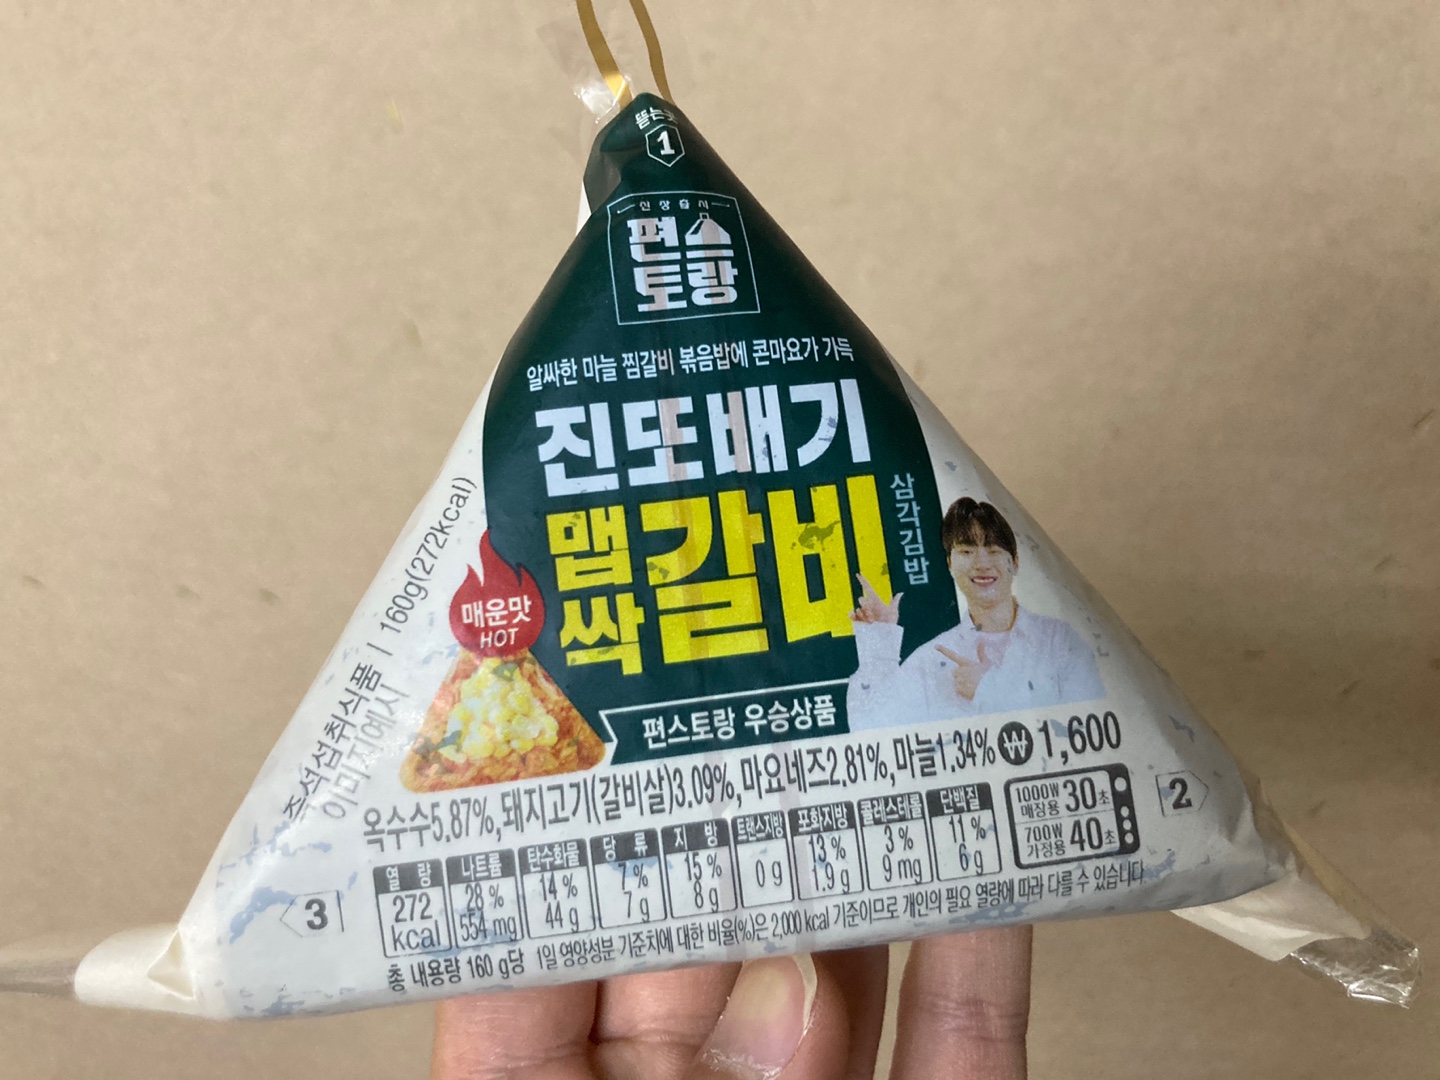 뜯는곳
1
신상출시
편스토랑
알싸한 마늘 찜갈비 볶음밥에 콘마요가 가득
진또배기
맵싹갈비
삼각김밥
매운맛
HOT
편스토랑 우승상품
즉석섭취식품 | 160g(272kcal)
이미지예시
옥수수5.87%,돼지고기(갈비살)3.09%,마요네즈2.81%,마늘1.34% ₩1,600
열량 272 kcal
나트륨 28 % 554 mg
탄수화물 14 % 44 g
당류 7 % 7 g
지방 15 % 8 g
트랜스지방 0 g
포화지방 13 % 1.9 g
콜레스테롤 3 % 9 mg
단백질 11 % 6 g
1000W 매장용 30초
700W 가정용 40초
2
3
총 내용량 160 g당 1일 영양성분 기준치에 대한 비율(%)은 2,000 kcal 기준이므로 개인의 필요 열량에 따라 다를 수 있습니다